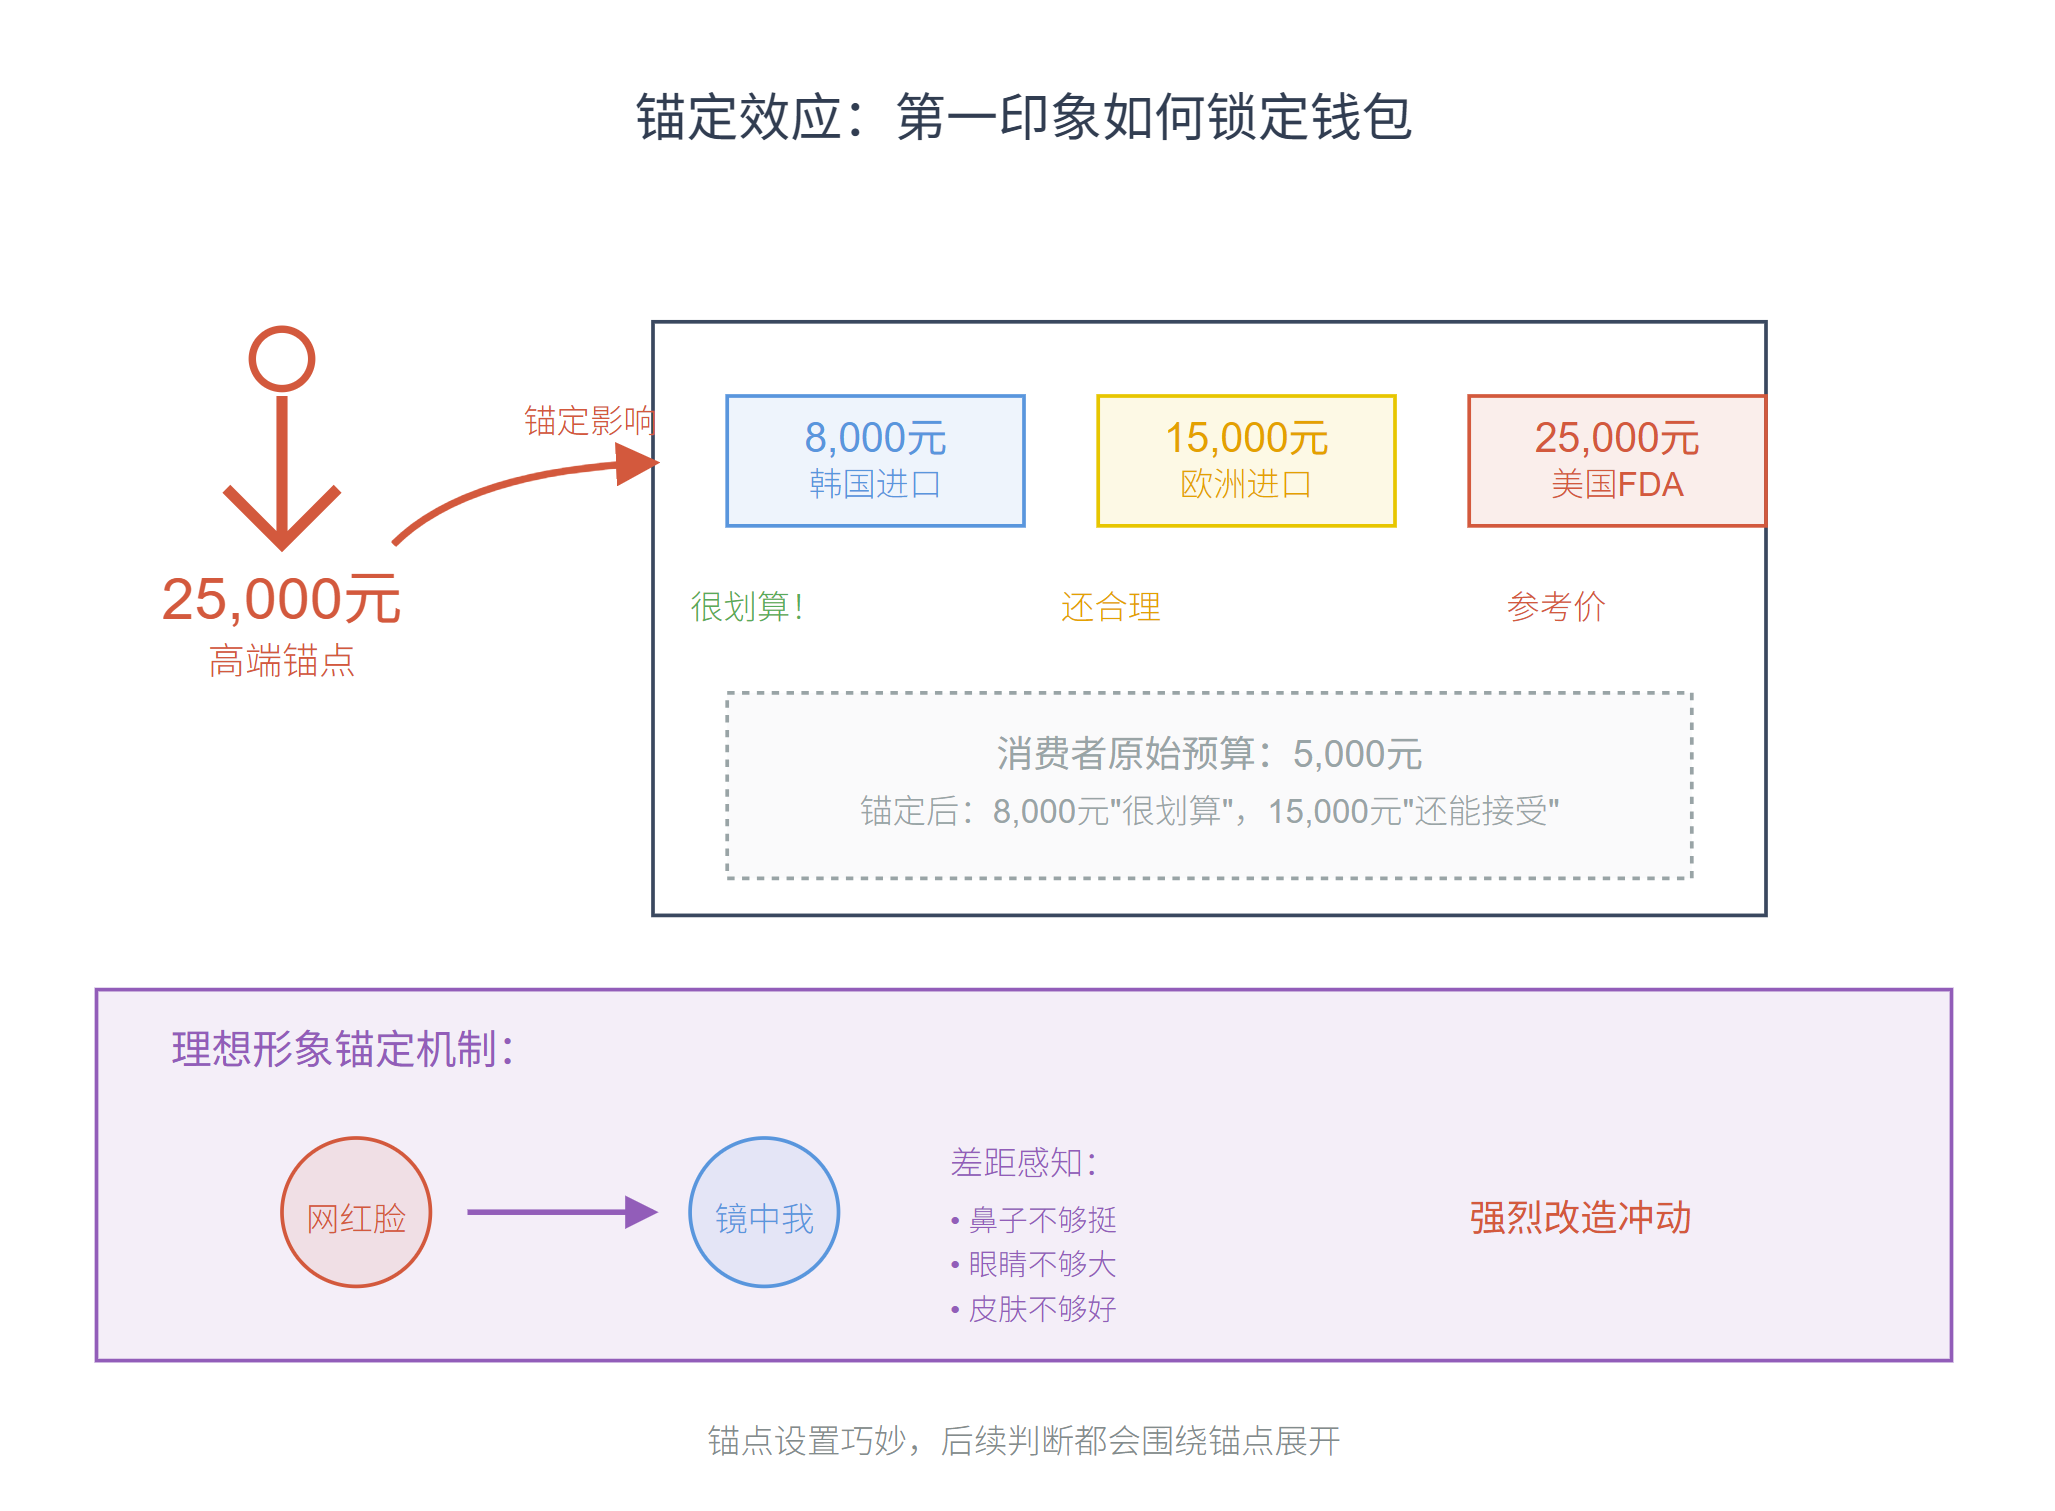 锚定效应：第一印象如何锁定钱包
锚定影响
25,000元
高端锚点
8,000元
韩国进口
15,000元
欧洲进口
25,000元
美国FDA
很划算！
还合理
参考价
消费者原始预算：5,000元
锚定后：8,000元"很划算"，15,000元"还能接受"
理想形象锚定机制：
网红脸
镜中我
差距感知：
• 鼻子不够挺
• 眼睛不够大
• 皮肤不够好
强烈改造冲动
锚点设置巧妙，后续判断都会围绕锚点展开